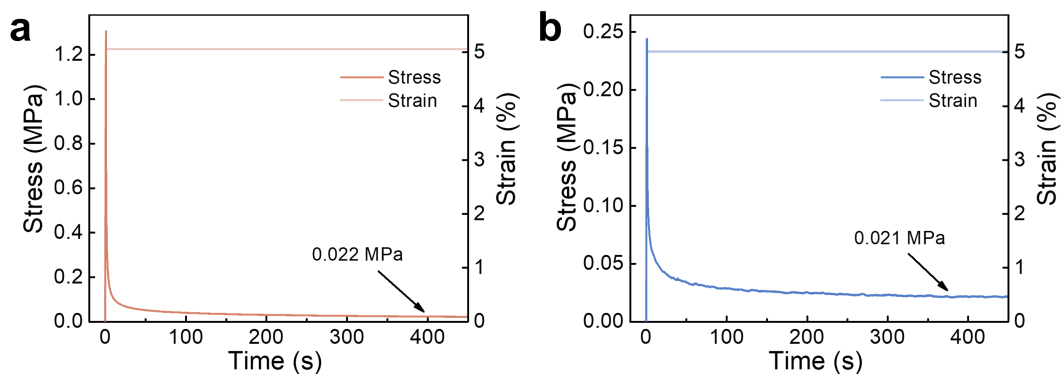 a
Stress (MPa)
1.2
1.0
0.8
0.6
0.4
0.2
0.0
Stress
Strain
0.022 MPa
5
4
3
2
1
0
Strain (%)
0 100 200 300 400
Time (s)
b
Stress (MPa)
0.25
0.20
0.15
0.10
0.05
0.00
Stress
Strain
0.021 MPa
5
4
3
2
1
0
Strain (%)
0 100 200 300 400
Time (s)